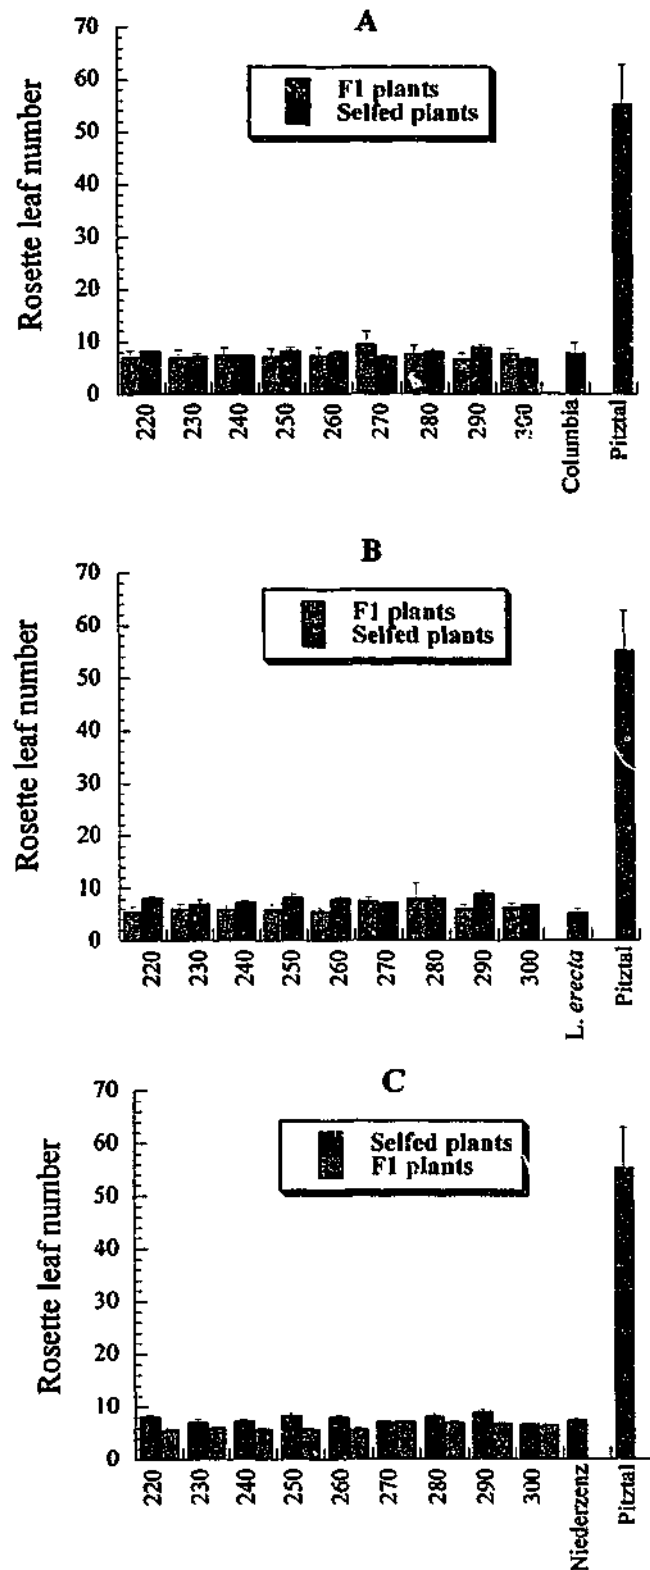 A
Rosette leaf number
70
60
50
40
30
20
10
0
F1 plants
Selfed plants
220
230
240
250
260
270
280
290
300
Columbia
Pitztal
B
Rosette leaf number
70
60
50
40
30
20
10
0
F1 plants
Selfed plants
220
230
240
250
260
270
280
290
300
L. erecta
Pitztal
C
Rosette leaf number
70
60
50
40
30
20
10
0
Selfed plants
F1 plants
220
230
240
250
260
270
280
290
300
Niederzenz
Pitztal